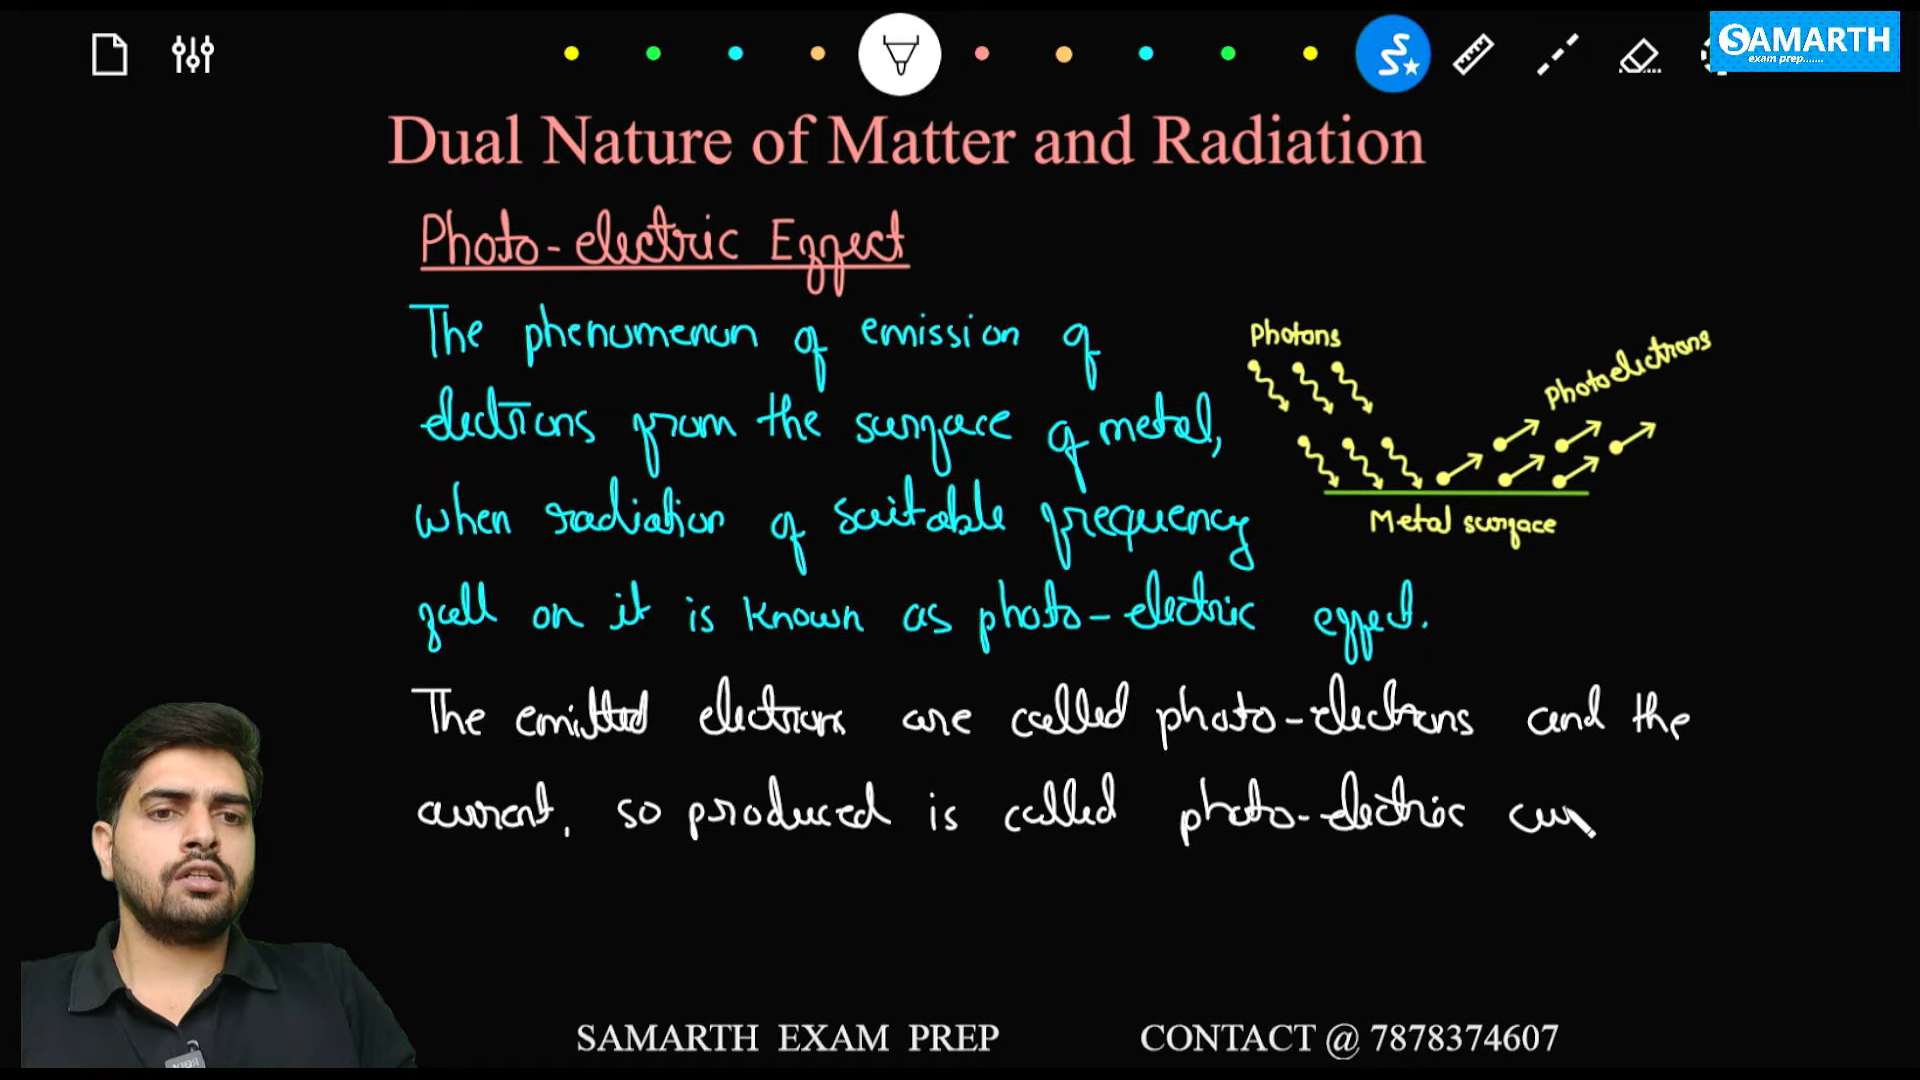 SAMARTH
exam prep.......
Dual Nature of Matter and Radiation
Photo-electric Effect
The phenomenon of emission of
electrons from the surface of metal,
when radiation of suitable frequency
fall on it is known as photo-electric effect.
Photons
Photoelectrons
Metal surface
The emitted electrons are called photo-electrons and the
current, so produced is called photo-electric cur
SAMARTH EXAM PREP CONTACT @ 7878374607